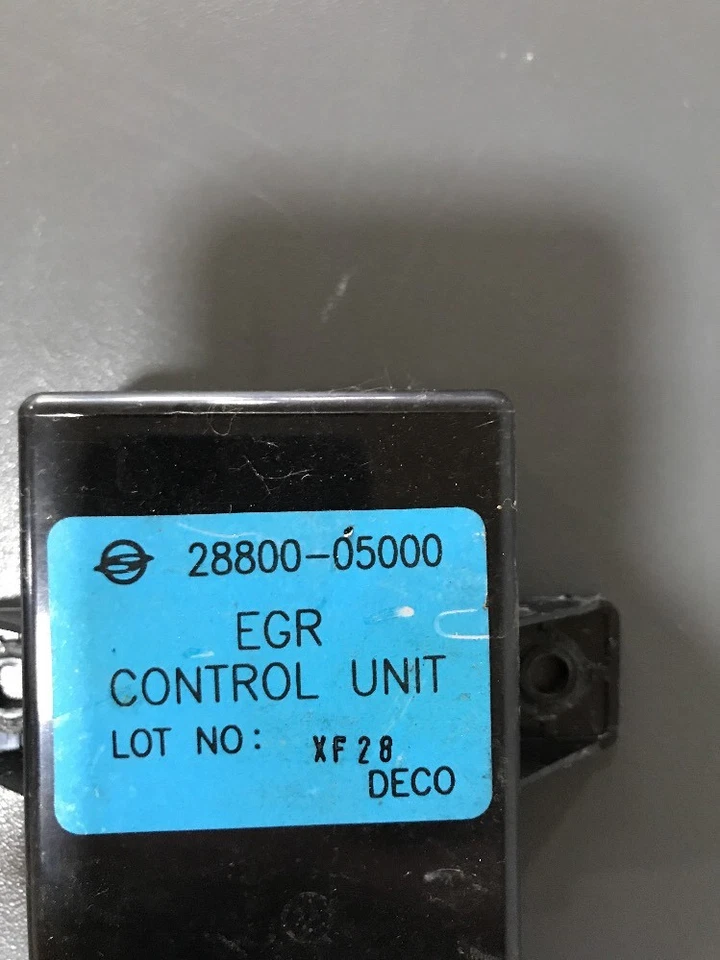 28800-05000
EGR
CONTROL UNIT
LOT NO: XF28
DECO